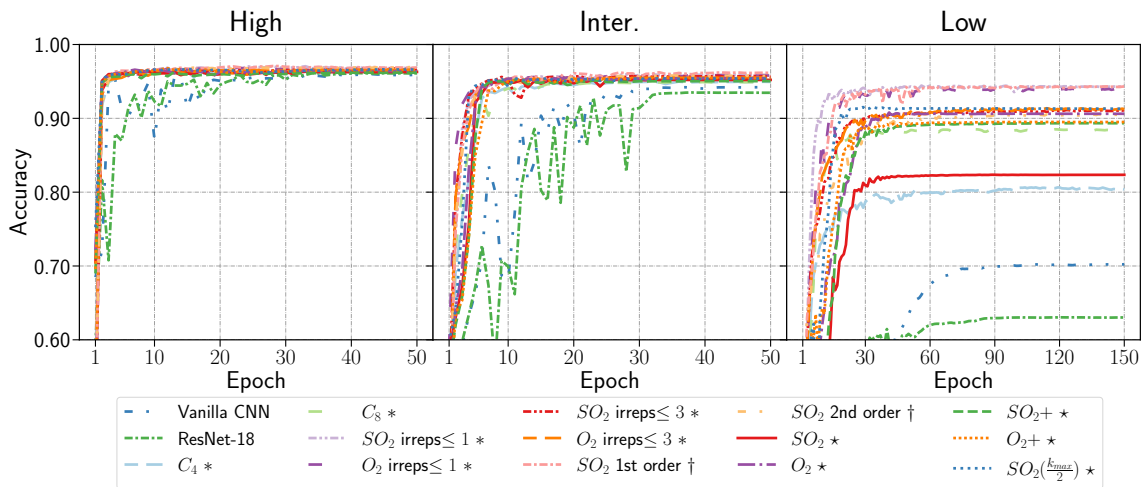 High Inter. Low
Accuracy
1.00
0.90
0.80
0.70
0.60
1 10 20 30 40 50 1 10 20 30 40 50 1 30 60 90 120 150
Epoch Epoch Epoch
Vanilla CNN C₈ * SO₂ irreps≤ 3 * SO₂ 2nd order † SO₂+ ⋆
ResNet-18 SO₂ irreps≤ 1 * O₂ irreps≤ 3 * SO₂ ⋆ O₂+ ⋆
C₄ * O₂ irreps≤ 1 * SO₂ 1st order † O₂ ⋆ SO₂(k_max/2) ⋆